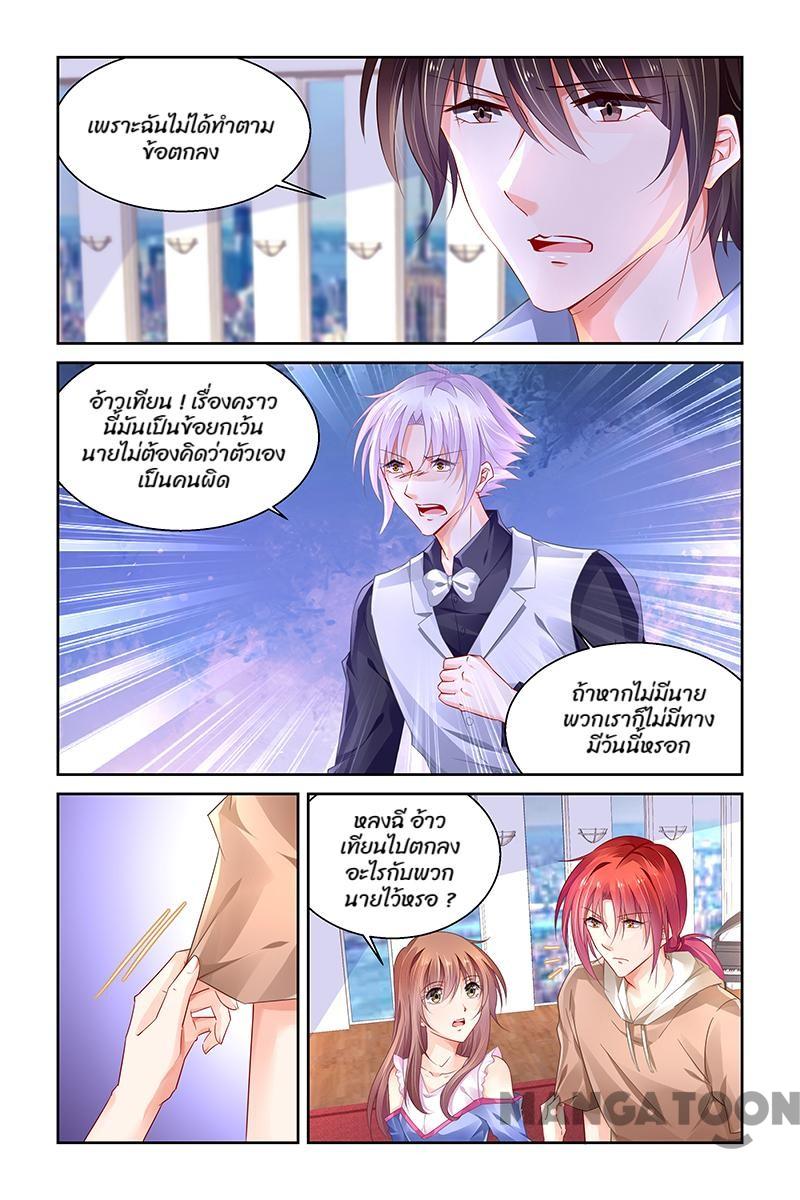 เพราะฉันไม่ได้ทำตาม
ข้อตกลง
อ้าวเทียน ! เรื่องคราว
นี้มันเป็นข้อยกเว้น
นายไม่ต้องคิดว่าตัวเอง
เป็นคนผิด
ถ้าหากไม่มีนาย
พวกเราก็ไม่มีทาง
มีวันนี้หรอก
หลงฉี อ้าว
เทียนไปตกลง
อะไรกับพวก
นายไว้หรอ ?
MANGATOON